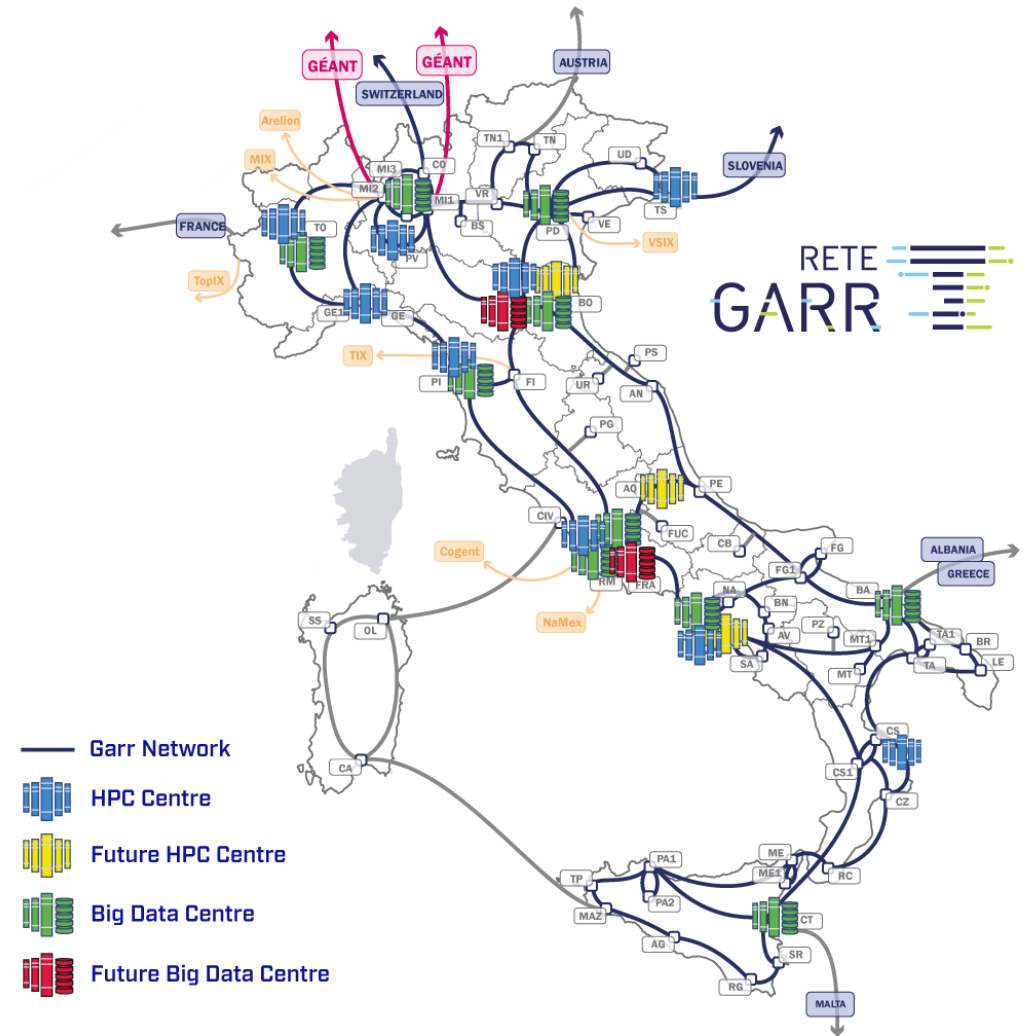 GÉANT
GÉANT
AUSTRIA
SWITZERLAND
Arelion
MIX
TN1
TN
UD
SLOVENIA
MI3
CO
MI2
MI1
VR
TS
FRANCE
TO
BS
PD
VE
VSIX
PV
TopIX
RETE
GARR
GE1
GE
BO
TIX
PI
FI
PS
UR
AN
PG
AQ
PE
CIV
FUC
CB
FG
Cogent
RM
FRA
FG1
ALBANIA
GREECE
NaMex
NA
BN
BA
SS
OL
AV
PZ
MT1
TA1
BR
SA
MT
TA
LE
Garr Network
CA
CS
CS1
HPC Centre
CZ
Future HPC Centre
PA1
ME
TP
ME1
RC
Big Data Centre
MAZ
PA2
CT
AG
SR
Future Big Data Centre
RG
MALTA